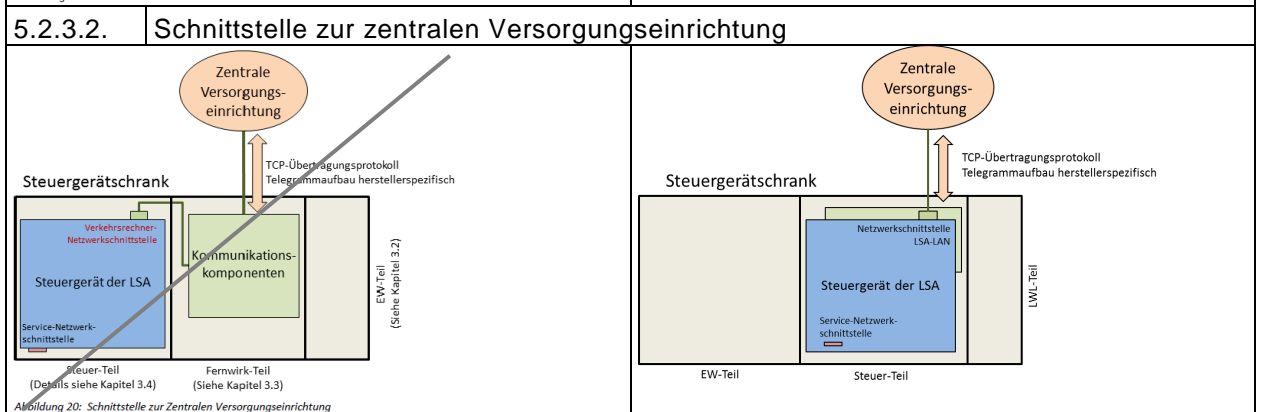 5.2.3.2. Schnittstelle zur zentralen Versorgungseinrichtung
Zentrale
Versorgungs-
einrichtung
TCP-Übertragungsprotokoll
Telegrammaufbau herstellerspezifisch
Steuergerätschrank
Verkehrsrechner-
Netzwerkschnittstelle
Kommunikations-
komponenten
Steuergerät der LSA
Service-Netzwerk-
schnittstelle
EW-Teil
(Siehe Kapitel 3.2)
Steuer-Teil
(Details siehe Kapitel 3.4)
Fernwirk-Teil
(Siehe Kapitel 3.3)
Abbildung 20: Schnittstelle zur Zentralen Versorgungseinrichtung
Zentrale
Versorgungs-
einrichtung
TCP-Übertragungsprotokoll
Telegrammaufbau herstellerspezifisch
Steuergerätschrank
Netzwerkschnittstelle
LSA-LAN
Steuergerät der LSA
Service-Netzwerk-
schnittstelle
LWL-Teil
EW-Teil
Steuer-Teil